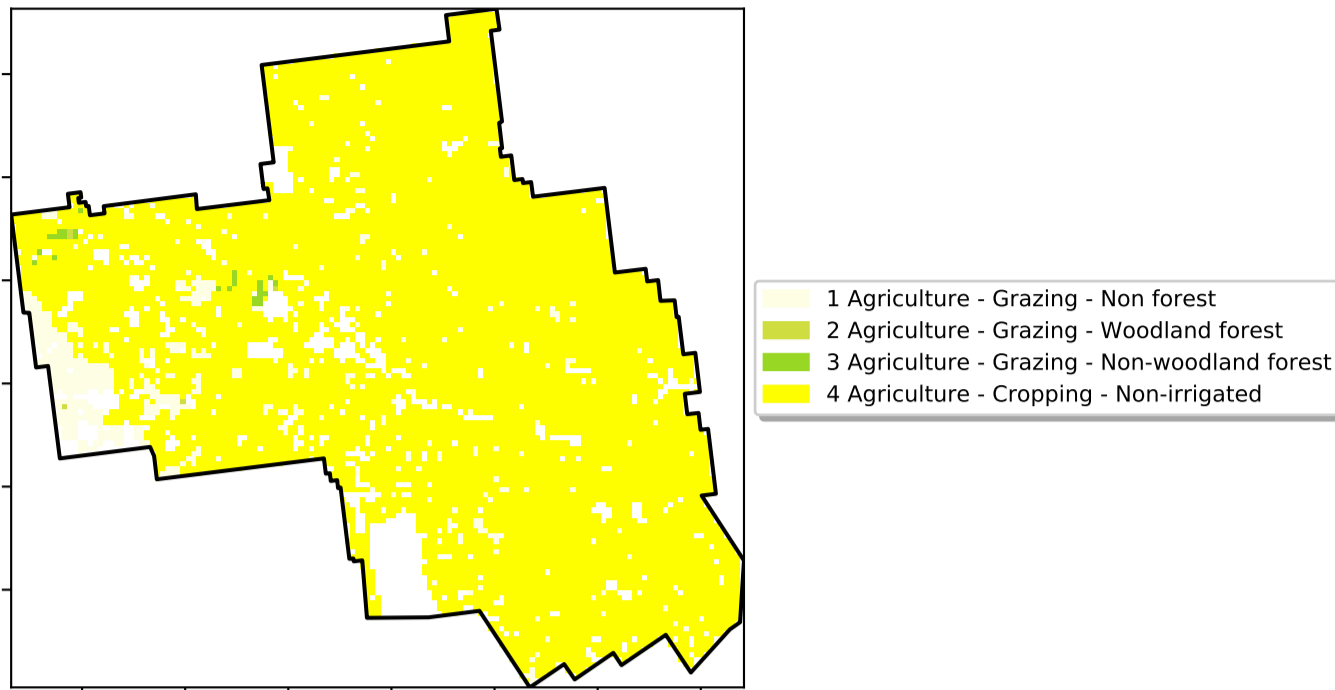 1 Agriculture - Grazing - Non forest
2 Agriculture - Grazing - Woodland forest
3 Agriculture - Grazing - Non-woodland forest
4 Agriculture - Cropping - Non-irrigated